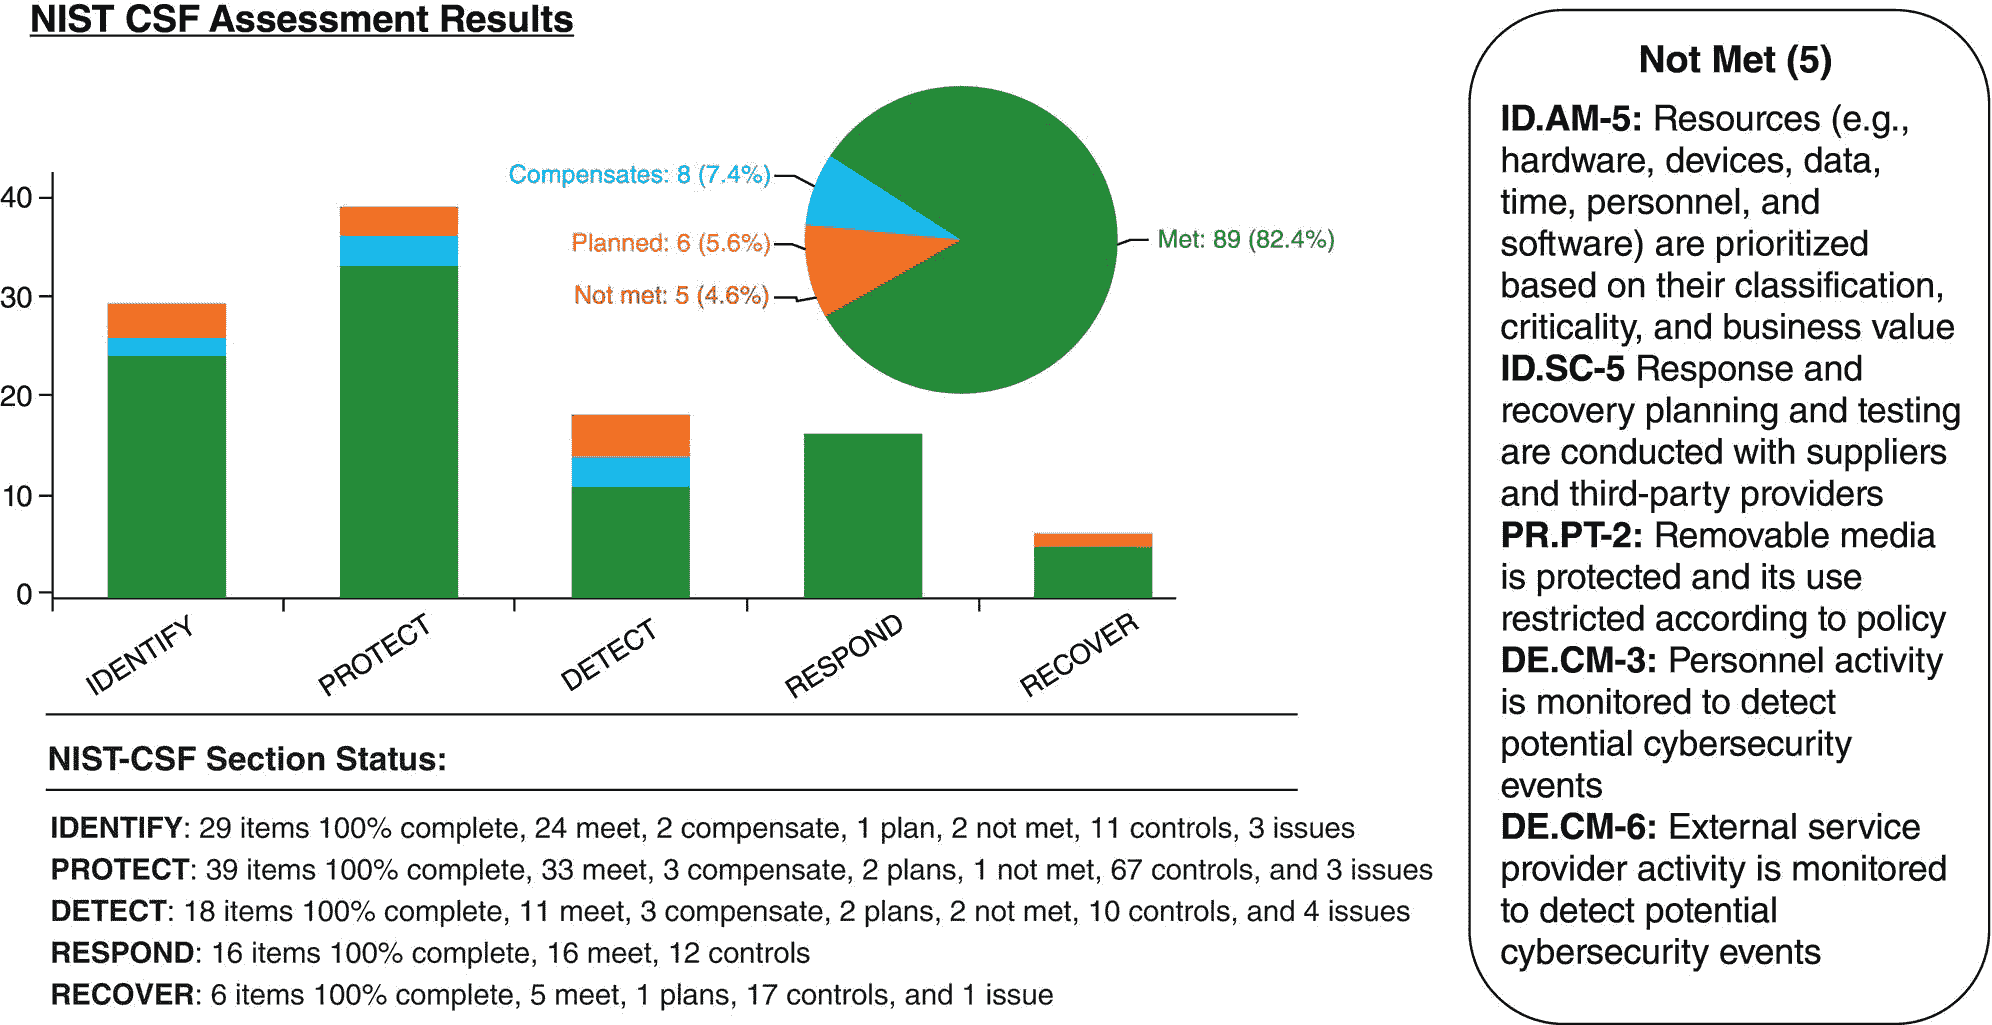 NIST CSF Assessment Results
40
30
20
10
0
IDENTIFY
PROTECT
DETECT
RESPOND
RECOVER
Compensates: 8 (7.4%)
Planned: 6 (5.6%)
Not met: 5 (4.6%)
Met: 89 (82.4%)
NIST-CSF Section Status:
IDENTIFY: 29 items 100% complete, 24 meet, 2 compensate, 1 plan, 2 not met, 11 controls, 3 issues
PROTECT: 39 items 100% complete, 33 meet, 3 compensate, 2 plans, 1 not met, 67 controls, and 3 issues
DETECT: 18 items 100% complete, 11 meet, 3 compensate, 2 plans, 2 not met, 10 controls, and 4 issues
RESPOND: 16 items 100% complete, 16 meet, 12 controls
RECOVER: 6 items 100% complete, 5 meet, 1 plans, 17 controls, and 1 issue
Not Met (5)
ID.AM-5: Resources (e.g.,
hardware, devices, data,
time, personnel, and
software) are prioritized
based on their classification,
criticality, and business value
ID.SC-5 Response and
recovery planning and testing
are conducted with suppliers
and third-party providers
PR.PT-2: Removable media
is protected and its use
restricted according to policy
DE.CM-3: Personnel activity
is monitored to detect
potential cybersecurity
events
DE.CM-6: External service
provider activity is monitored
to detect potential
cybersecurity events